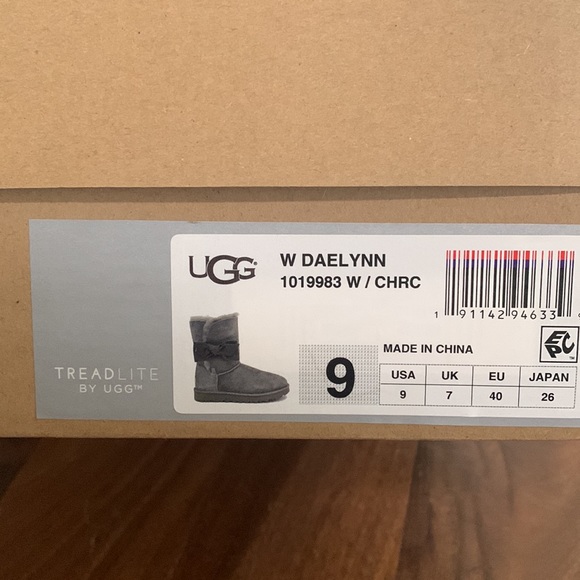 UGG®
W DAELYNN
1019983 W / CHRC
1 91142 94633
TREADLITE
BY UGG™
9
MADE IN CHINA
EPC™
USA UK EU JAPAN
9 7 40 26